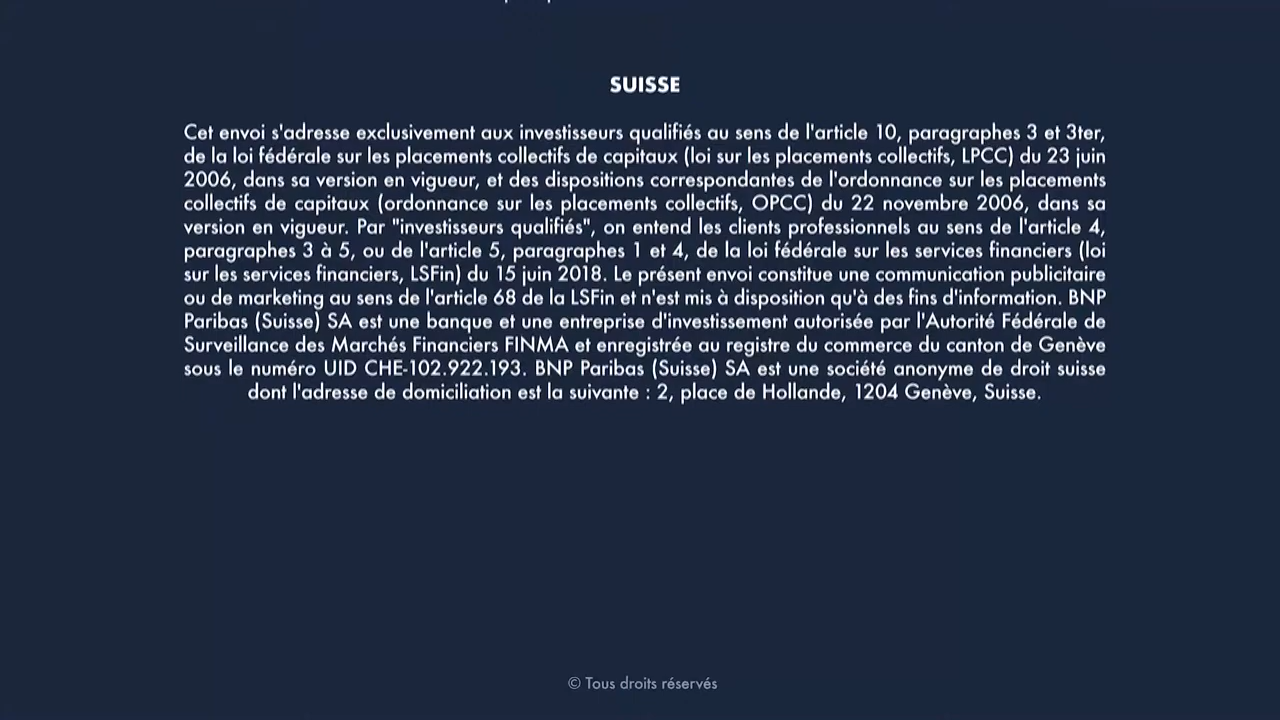 SUISSE
Cet envoi s'adresse exclusivement aux investisseurs qualifiés au sens de l'article 10, paragraphes 3 et 3ter,
de la loi fédérale sur les placements collectifs de capitaux (loi sur les placements collectifs, LPCC) du 23 juin
2006, dans sa version en vigueur, et des dispositions correspondantes de l'ordonnance sur les placements
collectifs de capitaux (ordonnance sur les placements collectifs, OPCC) du 22 novembre 2006, dans sa
version en vigueur. Par "investisseurs qualifiés", on entend les clients professionnels au sens de l'article 4,
paragraphes 3 à 5, ou de l'article 5, paragraphes 1 et 4, de la loi fédérale sur les services financiers (loi
sur les services financiers, LSFin) du 15 juin 2018. Le présent envoi constitue une communication publicitaire
ou de marketing au sens de l'article 68 de la LSFin et n'est mis à disposition qu'à des fins d'information. BNP
Paribas (Suisse) SA est une banque et une entreprise d'investissement autorisée par l'Autorité Fédérale de
Surveillance des Marchés Financiers FINMA et enregistrée au registre du commerce du canton de Genève
sous le numéro UID CHE-102.922.193. BNP Paribas (Suisse) SA est une société anonyme de droit suisse
dont l'adresse de domiciliation est la suivante : 2, place de Hollande, 1204 Genève, Suisse.
© Tous droits réservés